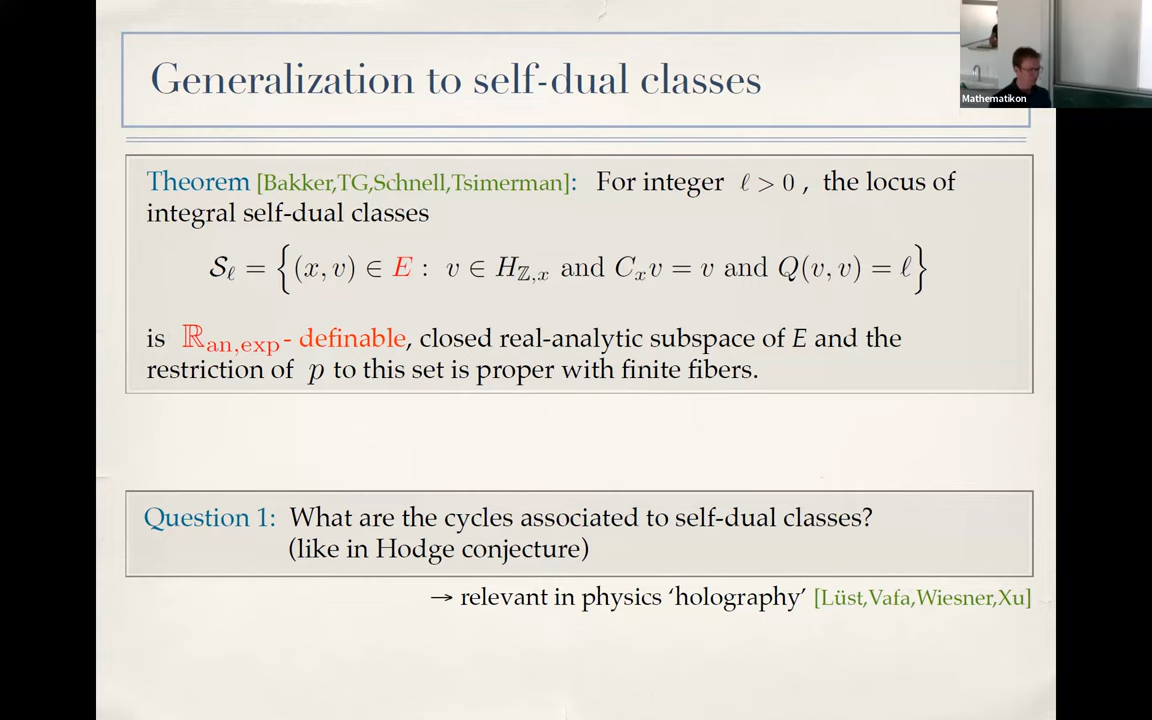 Generalization to self-dual classes
Mathematikon
Theorem [Bakker,TG,Schnell,Tsimerman]: For integer ℓ > 0 , the locus of
integral self-dual classes
𝒮_ℓ = {(x, v) ∈ E : v ∈ H_{ℤ,x} and C_x v = v and Q(v, v) = ℓ}
is ℝ_{an,exp}- definable, closed real-analytic subspace of E and the
restriction of p to this set is proper with finite fibers.
Question 1: What are the cycles associated to self-dual classes?
(like in Hodge conjecture)
→ relevant in physics ‘holography’ [Lüst,Vafa,Wiesner,Xu]